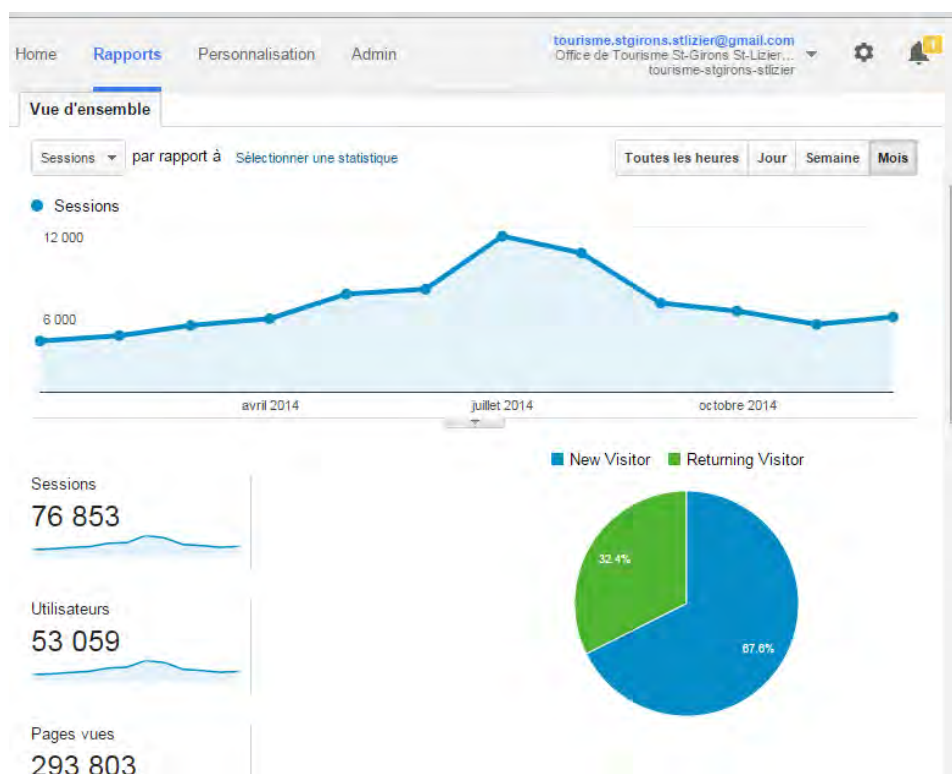 Home Rapports Personnalisation Admin
tourisme.stgirons.stlizier@gmail.com
Office de Tourisme St-Girons St-Lizier...
tourisme-stgirons-stlizier
1
Vue d'ensemble
Sessions par rapport à Sélectionner une statistique
Toutes les heures Jour Semaine Mois
Sessions
12 000
6 000
avril 2014 juillet 2014 octobre 2014
New Visitor Returning Visitor
Sessions
76 853
32.4%
Utilisateurs
53 059
67.6%
Pages vues
293 803